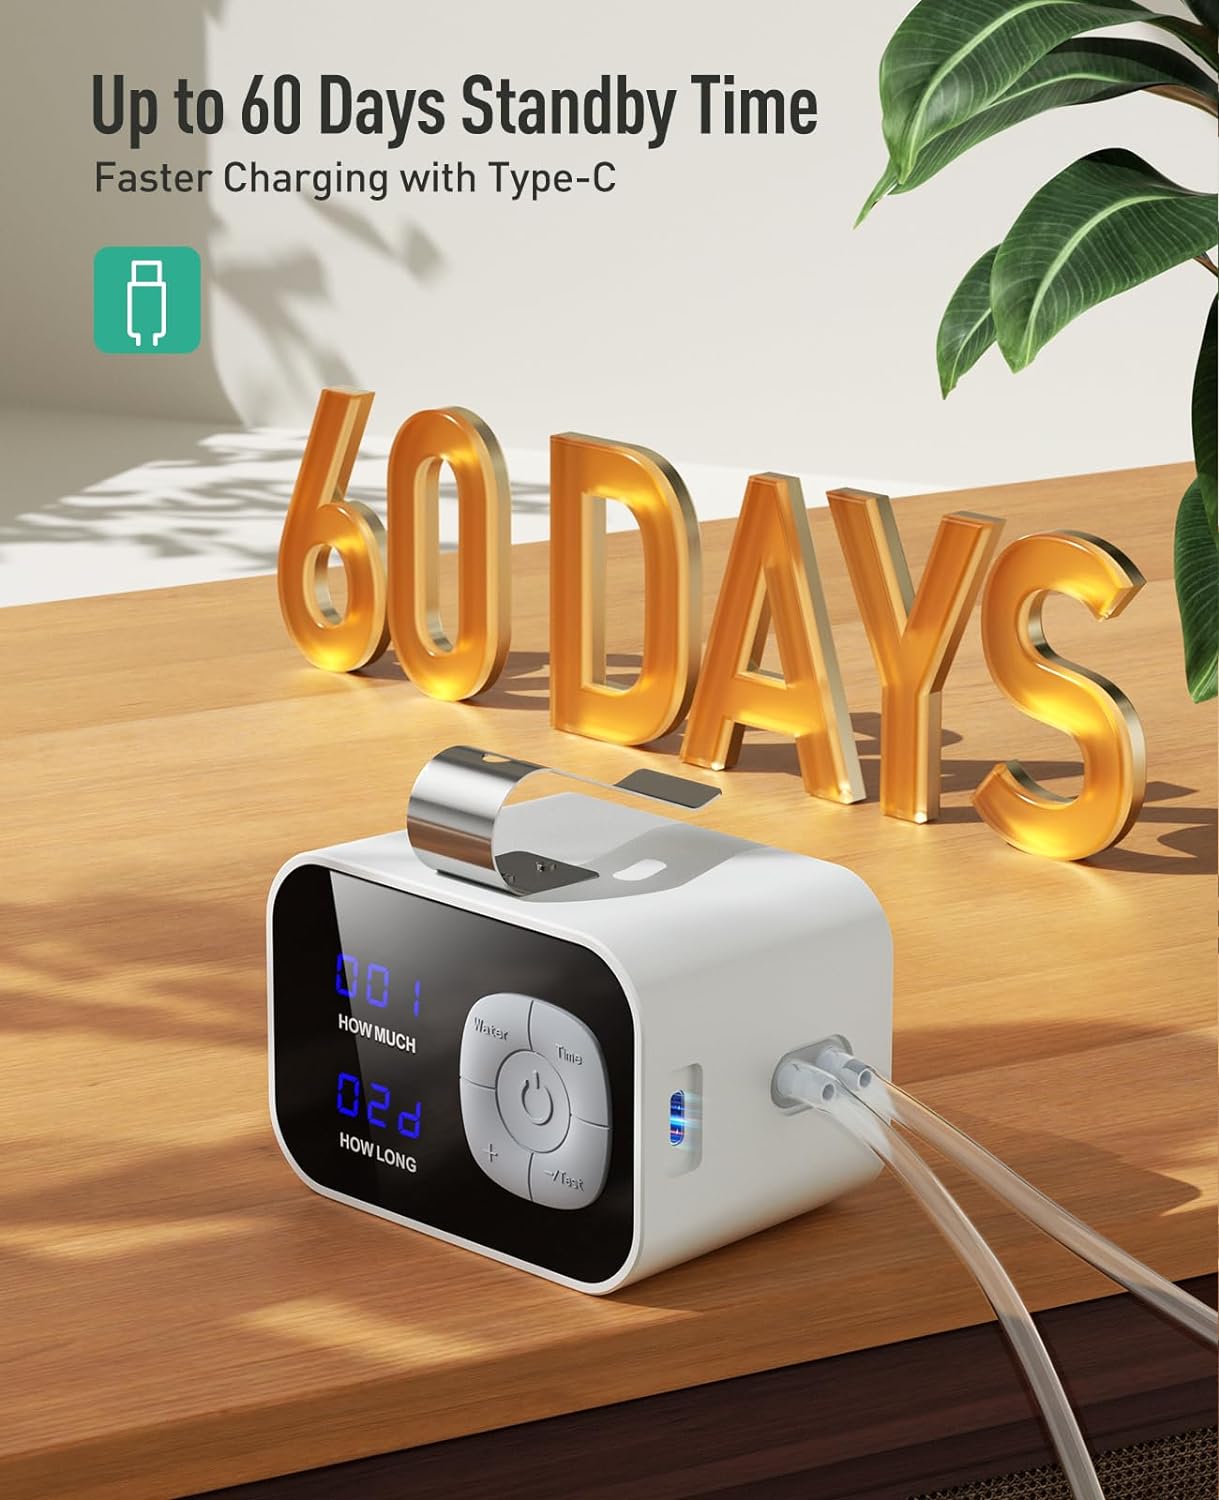 Up to 60 Days Standby Time
Faster Charging with Type-C
60 DAYS
001
HOW MUCH
02d
HOW LONG
Water
Time
+
-/Test